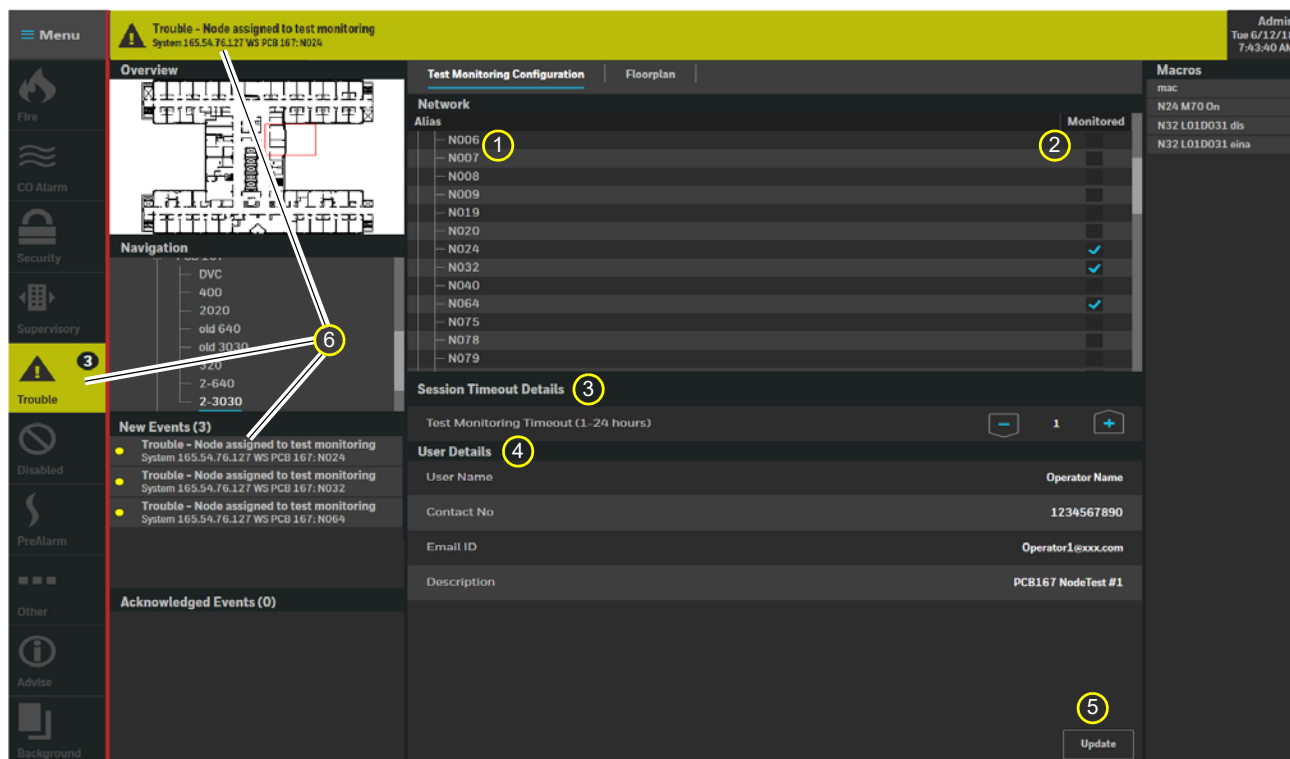 Menu
Trouble - Node assigned to test monitoring
System 165.54.76.127 WS PCB 167: N024
Admin
Tue 6/12/18
7:43:40 AM
Fire
CO Alarm
Security
Supervisory
3
Trouble
Disabled
PreAlarm
Other
Advise
Background
Overview
Navigation
DVC
400
2020
old 640
old 3030
320
2-640
2-3030
6
New Events (3)
Trouble - Node assigned to test monitoring
System 165.54.76.127 WS PCB 167: N024
Trouble - Node assigned to test monitoring
System 165.54.76.127 WS PCB 167: N032
Trouble - Node assigned to test monitoring
System 165.54.76.127 WS PCB 167: N064
Acknowledged Events (0)
Test Monitoring Configuration
Floorplan
Network
Alias
Monitored
N006
1
2
N007
N008
N009
N019
N020
N024
N032
N040
N064
N075
N078
N079
Session Timeout Details
3
Test Monitoring Timeout (1-24 hours)
1
User Details
4
User Name
Operator Name
Contact No
1234567890
Email ID
Operator1@xxx.com
Description
PCB167 NodeTest #1
5
Update
Macros
mac
N24 M70 On
N32 L01D031 dis
N32 L01D031 eina